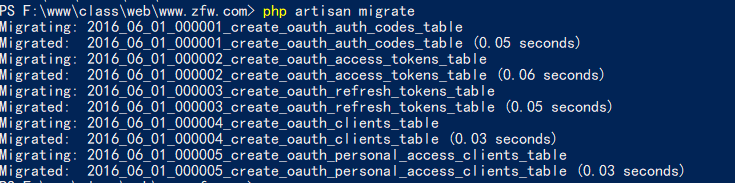 PS F:\www\class\web\www.zfw.com> php artisan migrate
Migrating: 2016_06_01_000001_create_oauth_auth_codes_table
Migrated:  2016_06_01_000001_create_oauth_auth_codes_table (0.05 seconds)
Migrating: 2016_06_01_000002_create_oauth_access_tokens_table
Migrated:  2016_06_01_000002_create_oauth_access_tokens_table (0.06 seconds)
Migrating: 2016_06_01_000003_create_oauth_refresh_tokens_table
Migrated:  2016_06_01_000003_create_oauth_refresh_tokens_table (0.05 seconds)
Migrating: 2016_06_01_000004_create_oauth_clients_table
Migrated:  2016_06_01_000004_create_oauth_clients_table (0.03 seconds)
Migrating: 2016_06_01_000005_create_oauth_personal_access_clients_table
Migrated:  2016_06_01_000005_create_oauth_personal_access_clients_table (0.03 seconds)